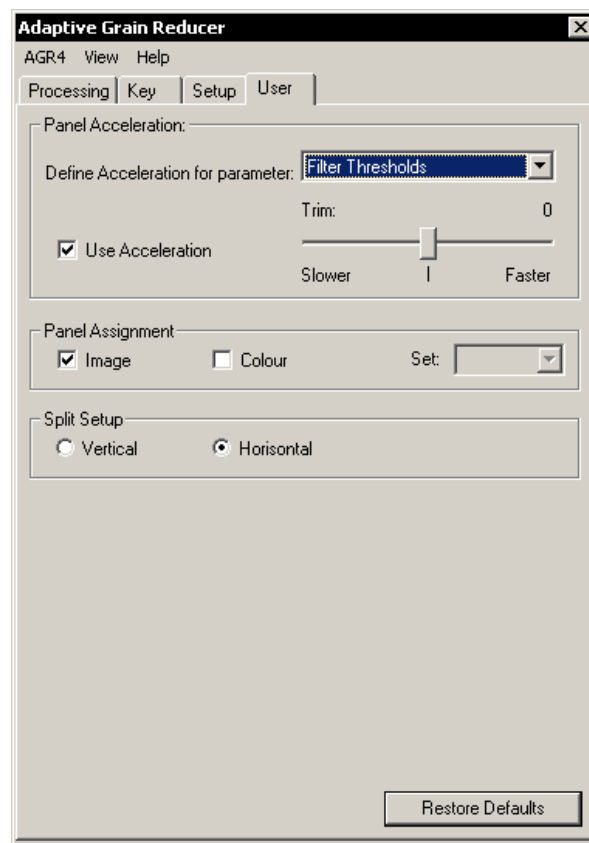 Adaptive Grain Reducer
AGR4 View Help
Processing Key Setup User
Panel Acceleration:
Define Acceleration for parameter: Filter Thresholds
Trim: 0
Use Acceleration
Slower Faster
Panel Assignment
Image Colour Set:
Split Setup
Vertical Horisontal
Restore Defaults